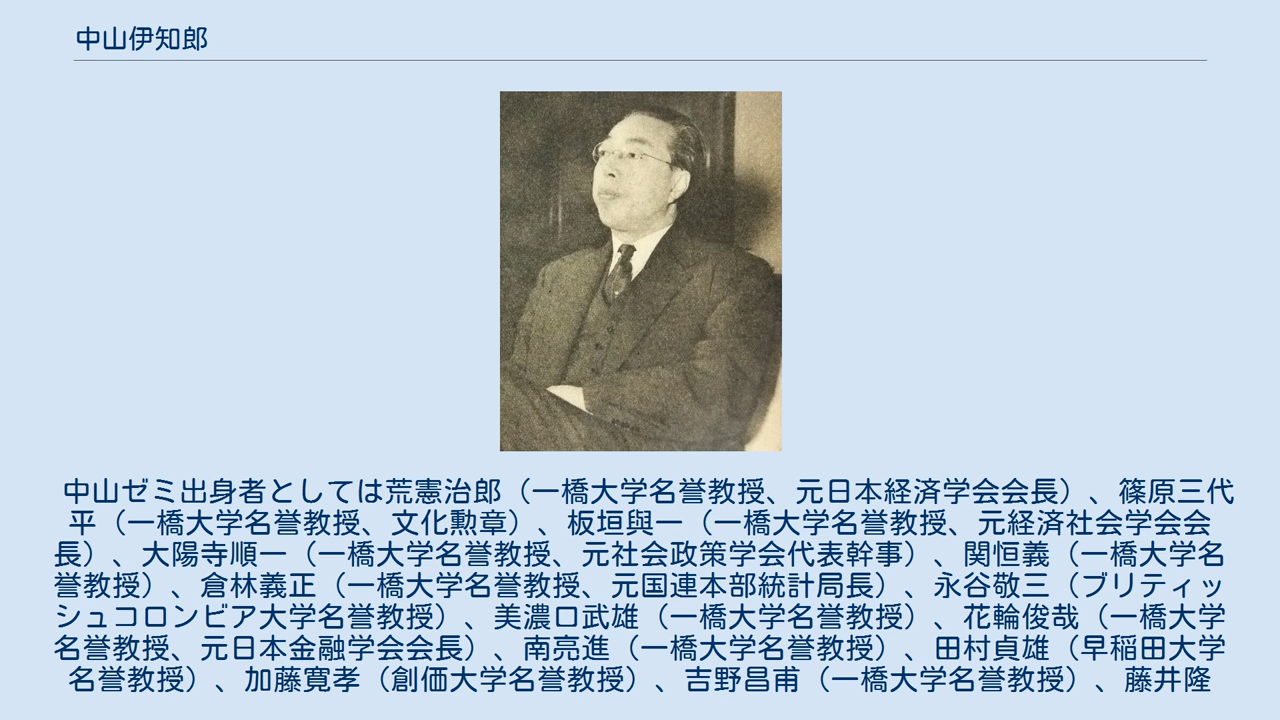 中山伊知郎
中山ゼミ出身者としては荒憲治郎（一橋大学名誉教授、元日本経済学会会長）、篠原三代
平（一橋大学名誉教授、文化勲章）、板垣與一（一橋大学名誉教授、元経済社会学会会
長）、大陽寺順一（一橋大学名誉教授、元社会政策学会代表幹事）、関恒義（一橋大学名
誉教授）、倉林義正（一橋大学名誉教授、元国連本部統計局長）、永谷敬三（ブリティッ
シュコロンビア大学名誉教授）、美濃口武雄（一橋大学名誉教授）、花輪俊哉（一橋大学
名誉教授、元日本金融学会会長）、南亮進（一橋大学名誉教授）、田村貞雄（早稲田大学
名誉教授）、加藤寛孝（創価大学名誉教授）、吉野昌甫（一橋大学名誉教授）、藤井隆